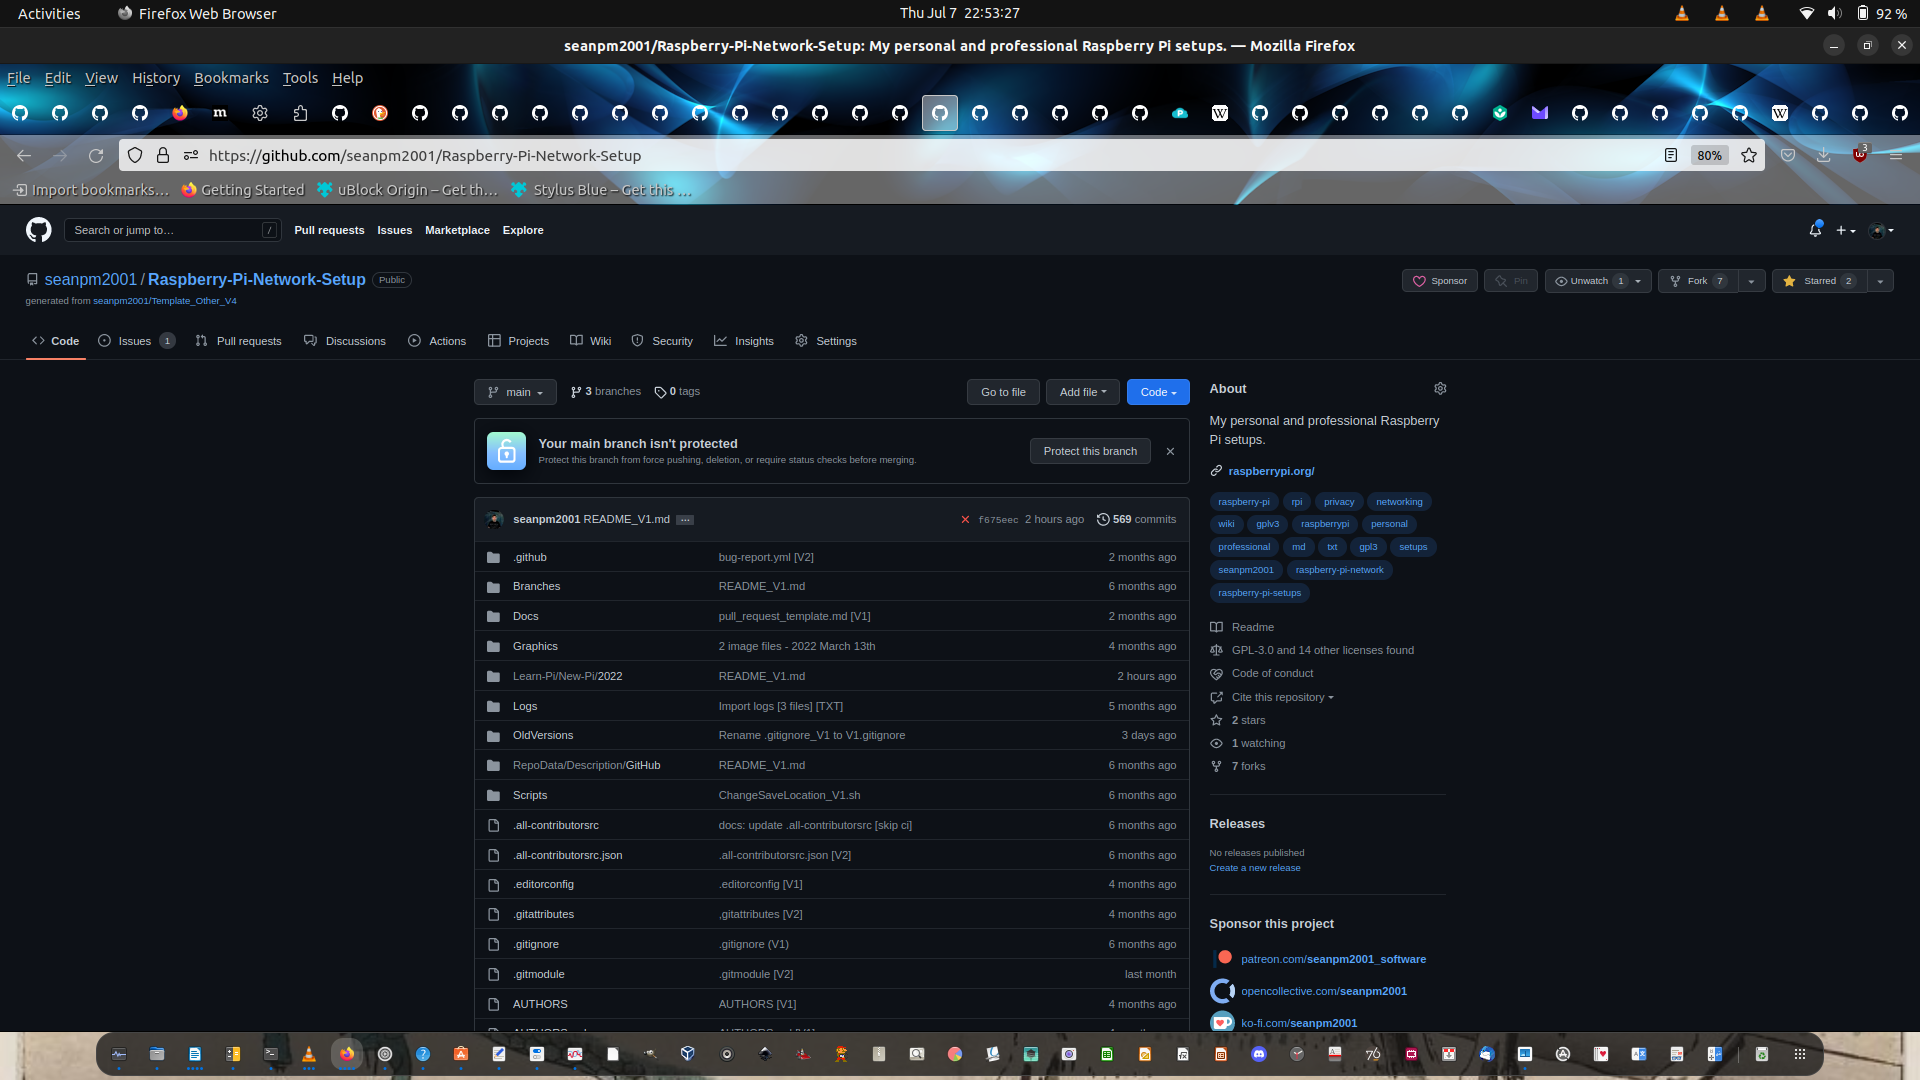 Activities Firefox Web Browser Thu Jul 7 22:53:27 92 %
seanpm2001/Raspberry-Pi-Network-Setup: My personal and professional Raspberry Pi setups. — Mozilla Firefox
File Edit View History Bookmarks Tools Help
https://github.com/seanpm2001/Raspberry-Pi-Network-Setup 80% 3
Import bookmarks… Getting Started uBlock Origin – Get th… Stylus Blue – Get this …
Search or jump to… / Pull requests Issues Marketplace Explore
seanpm2001 / Raspberry-Pi-Network-Setup Public Sponsor Pin Unwatch 1 Fork 7 Starred 2
generated from seanpm2001/Template_Other_V4
Code Issues 1 Pull requests Discussions Actions Projects Wiki Security Insights Settings
main 3 branches 0 tags Go to file Add file Code
Your main branch isn't protected
Protect this branch from force pushing, deletion, or require status checks before merging.
Protect this branch
seanpm2001 README_V1.md ... f675eec 2 hours ago 569 commits
.github bug-report.yml [V2] 2 months ago
Branches README_V1.md 6 months ago
Docs pull_request_template.md [V1] 2 months ago
Graphics 2 image files - 2022 March 13th 4 months ago
Learn-Pi/New-Pi/2022 README_V1.md 2 hours ago
Logs Import logs [3 files] [TXT] 5 months ago
OldVersions Rename .gitignore_V1 to V1.gitignore 3 days ago
RepoData/Description/GitHub README_V1.md 6 months ago
Scripts ChangeSaveLocation_V1.sh 6 months ago
.all-contributorsrc docs: update .all-contributorsrc [skip ci] 6 months ago
.all-contributorsrc.json .all-contributorsrc.json [V2] 6 months ago
.editorconfig .editorconfig [V1] 4 months ago
.gitattributes ,gitattributes [V2] 4 months ago
.gitignore .gitignore (V1) 6 months ago
.gitmodule .gitmodule [V2] last month
AUTHORS AUTHORS [V1] 4 months ago
About
My personal and professional Raspberry
Pi setups.
raspberrypi.org/
raspberry-pi rpi privacy networking
wiki gplv3 raspberrypi personal
professional md txt gpl3 setups
seanpm2001 raspberry-pi-network
raspberry-pi-setups
Readme
GPL-3.0 and 14 other licenses found
Code of conduct
Cite this repository
2 stars
1 watching
7 forks
Releases
No releases published
Create a new release
Sponsor this project
patreon.com/seanpm2001_software
opencollective.com/seanpm2001
ko-fi.com/seanpm2001